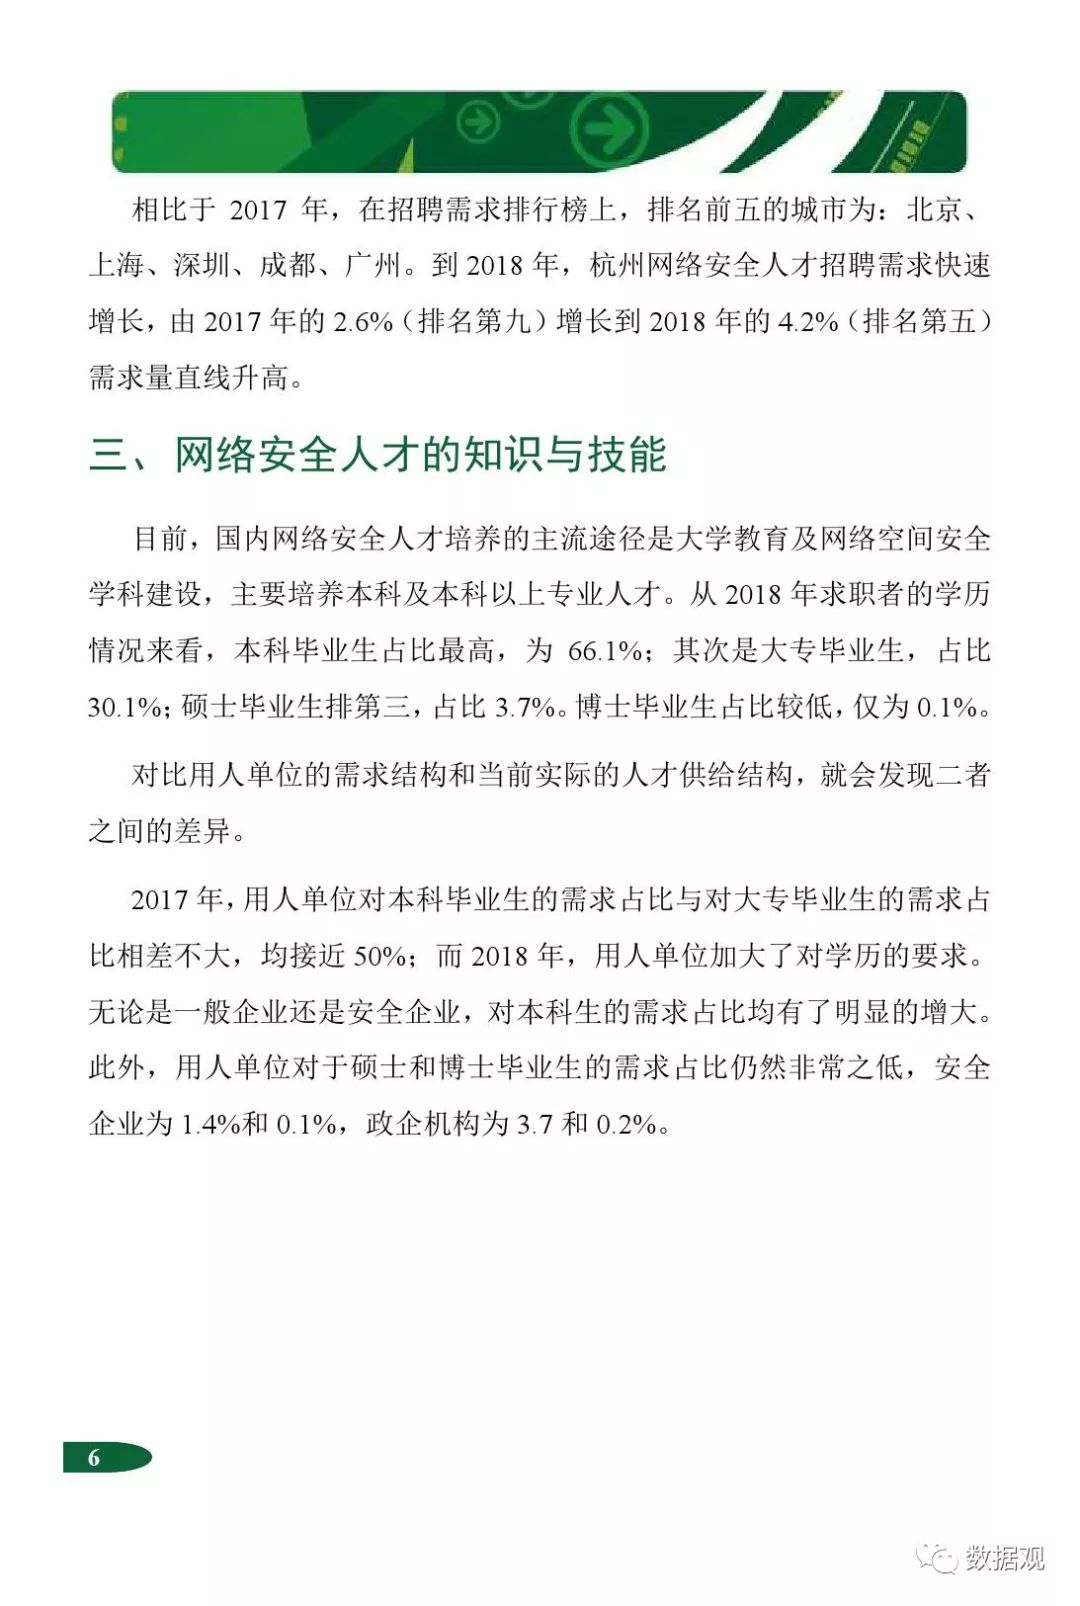 相比于 2017 年，在招聘需求排行榜上，排名前五的城市为：北京、
上海、深圳、成都、广州。到 2018 年，杭州网络安全人才招聘需求快速
增长，由 2017 年的 2.6%（排名第九）增长到 2018 年的 4.2%（排名第五）
需求量直线升高。
三、网络安全人才的知识与技能
目前，国内网络安全人才培养的主流途径是大学教育及网络空间安全
学科建设，主要培养本科及本科以上专业人才。从 2018 年求职者的学历
情况来看，本科毕业生占比最高，为 66.1%；其次是大专毕业生，占比
30.1%；硕士毕业生排第三，占比 3.7%。博士毕业生占比较低，仅为 0.1%。
对比用人单位的需求结构和当前实际的人才供给结构，就会发现二者
之间的差异。
2017 年，用人单位对本科毕业生的需求占比与对大专毕业生的需求占
比相差不大，均接近 50%；而 2018 年，用人单位加大了对学历的要求。
无论是一般企业还是安全企业，对本科生的需求占比均有了明显的增大。
此外，用人单位对于硕士和博士毕业生的需求占比仍然非常之低，安全
企业为 1.4%和 0.1%，政企机构为 3.7 和 0.2%。
6
数据观